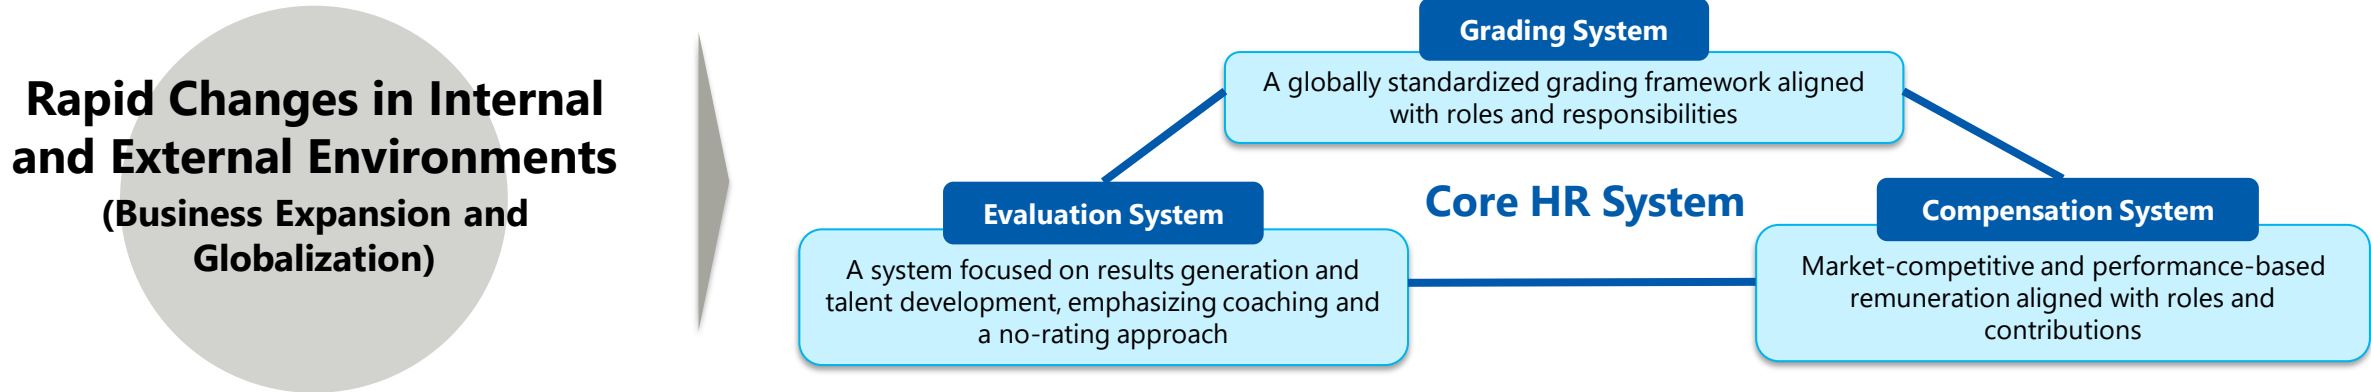 Rapid Changes in Internal
and External Environments
(Business Expansion and
Globalization)
Grading System
A globally standardized grading framework aligned
with roles and responsibilities
Core HR System
Evaluation System
A system focused on results generation and
talent development, emphasizing coaching and
a no-rating approach
Compensation System
Market-competitive and performance-based
remuneration aligned with roles and
contributions